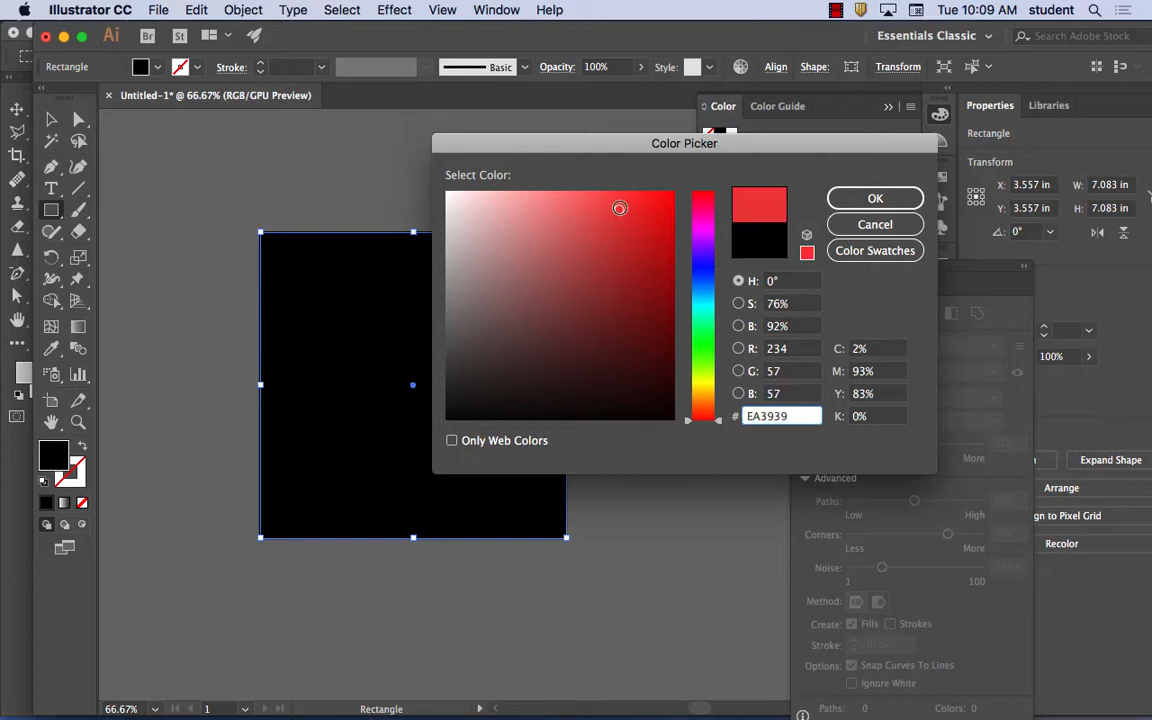 Illustrator CC File Edit Object Type Select Effect View Window Help Tue 10:09 AM student
Ai Br St Essentials Classic Search Adobe Stock
Rectangle Stroke: Basic Opacity: 100% Style: Align Shape: Transform
× Untitled-1* @ 66.67% (RGB/GPU Preview)
Color Color Guide
Properties Libraries
Rectangle
Transform
X: 3.557 in W: 7.083 in
Y: 3.557 in H: 7.083 in
0°
Color Picker
Select Color:
OK
Cancel
Color Swatches
H: 0°
S: 76%
B: 92%
R: 234 C: 2%
G: 57 M: 93%
B: 57 Y: 83%
# EA3939 K: 0%
Only Web Colors
100%
More
Expand Shape
Advanced
Arrange
Paths:
Low High
gn to Pixel Grid
Corners:
Less More
Recolor
Noise:
1 100
Method:
Create: Fills Strokes
Stroke:
Options: Snap Curves To Lines
Ignore White
Paths: 0 Colors: 0
66.67% 1 Rectangle